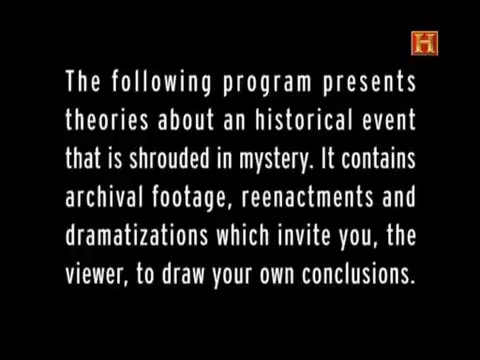 H
The following program presents
theories about an historical event
that is shrouded in mystery. It contains
archival footage, reenactments and
dramatizations which invite you, the
viewer, to draw your own conclusions.